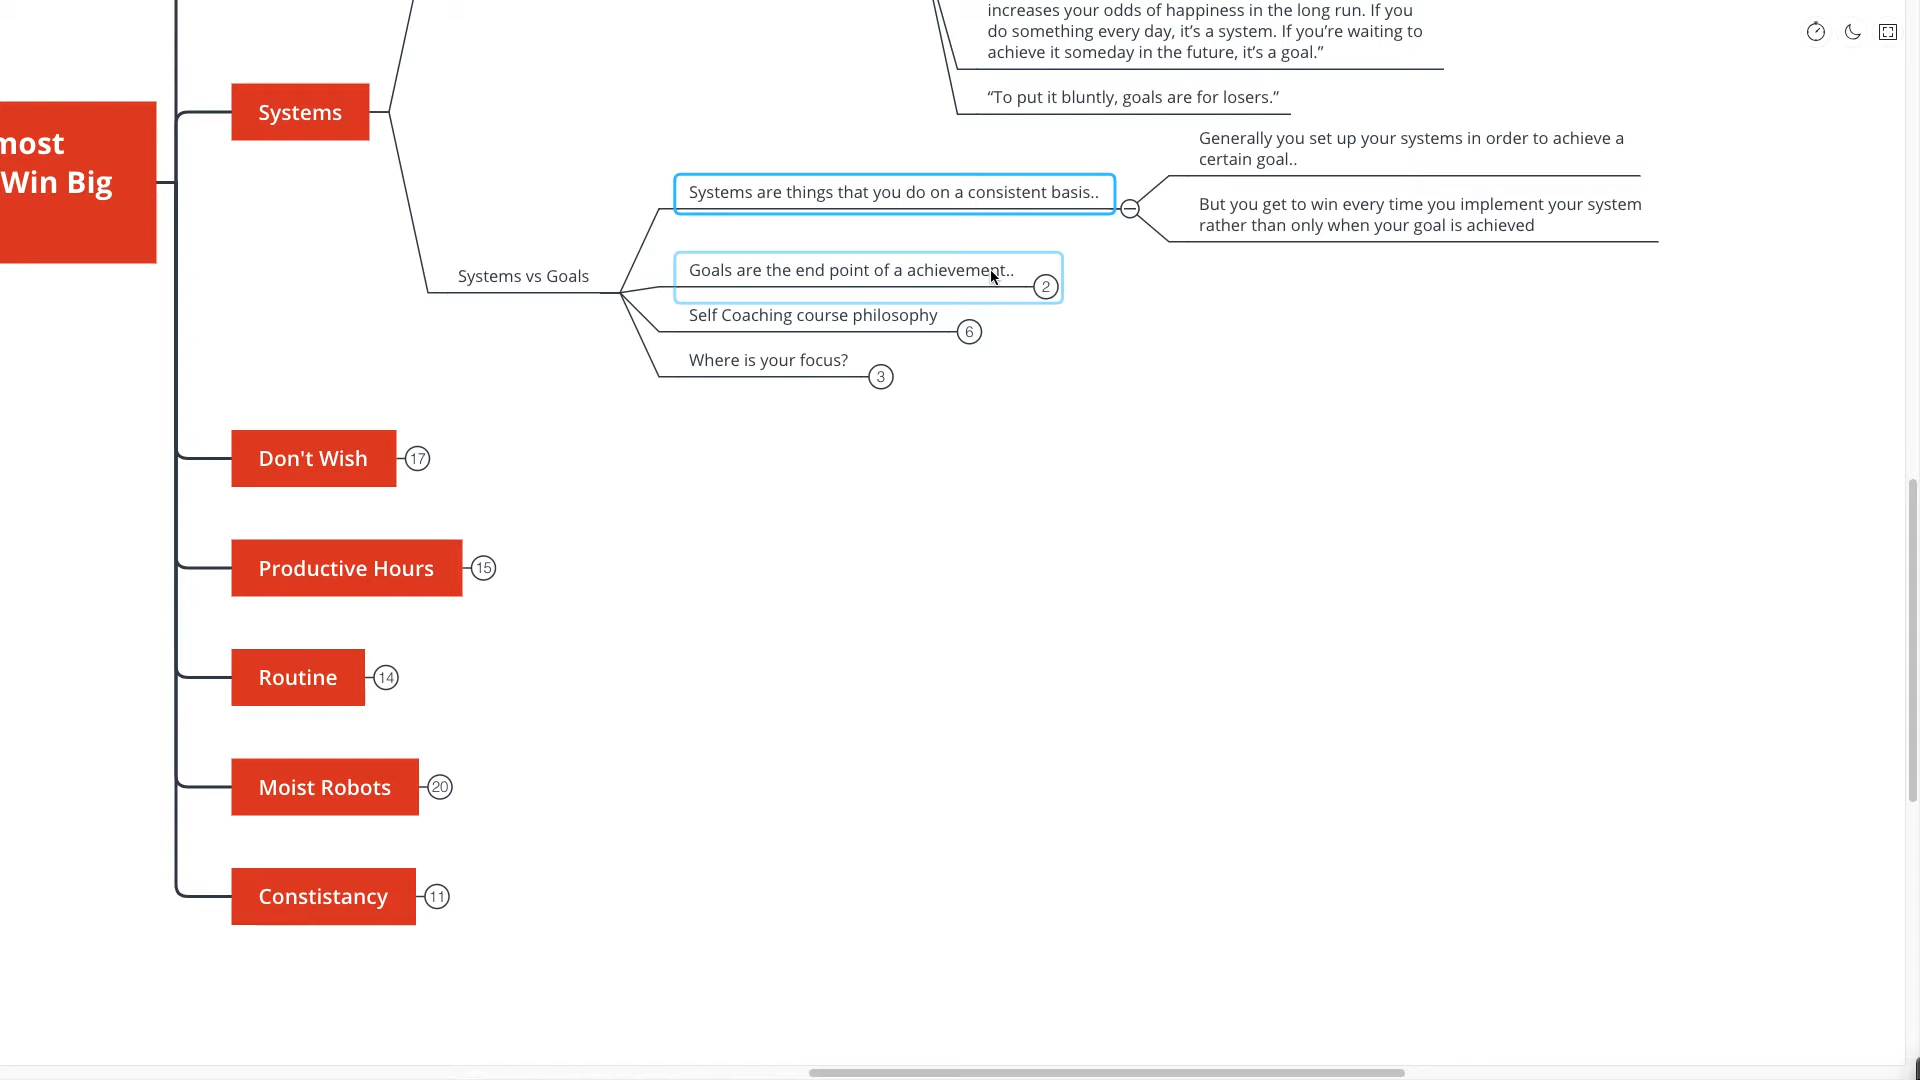 increases your odds of happiness in the long run. If you
do something every day, it’s a system. If you’re waiting to
achieve it someday in the future, it’s a goal.”
“To put it bluntly, goals are for losers.”
Systems
most
Win Big
Generally you set up your systems in order to achieve a
certain goal..
Systems are things that you do on a consistent basis..
But you get to win every time you implement your system
rather than only when your goal is achieved
Systems vs Goals
Goals are the end point of a achievement..
2
Self Coaching course philosophy
6
Where is your focus?
3
Don't Wish
17
Productive Hours
15
Routine
14
Moist Robots
20
Constistancy
11